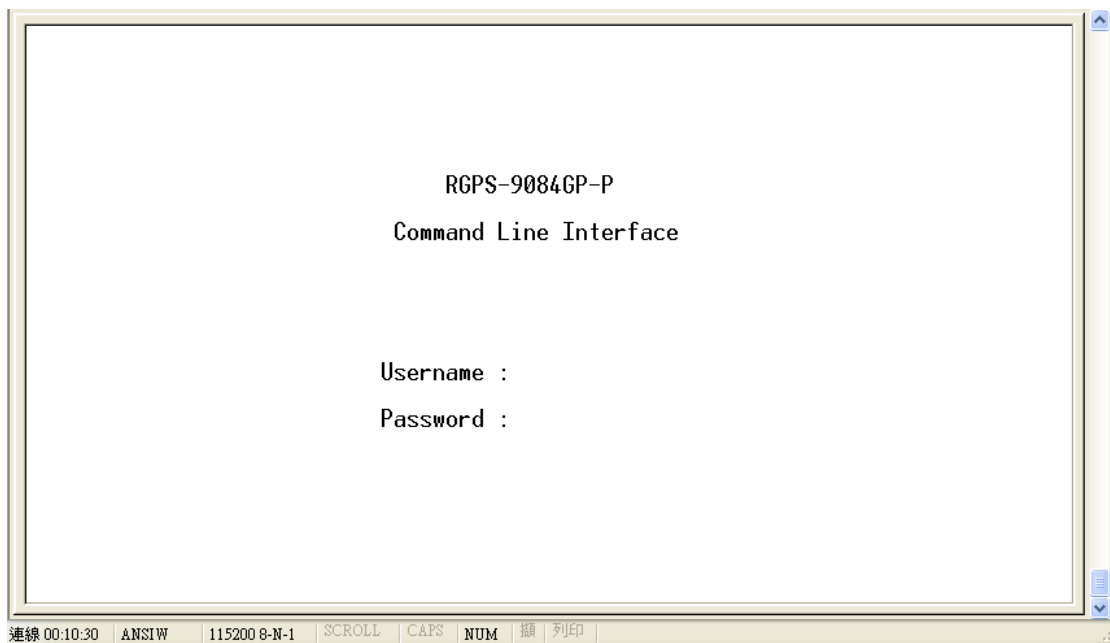 RGPS-9084GP-P
Command Line Interface
Username :
Password :
連線 00:10:30 ANSIW 115200 8-N-1 SCROLL CAPS NUM 擷 列印